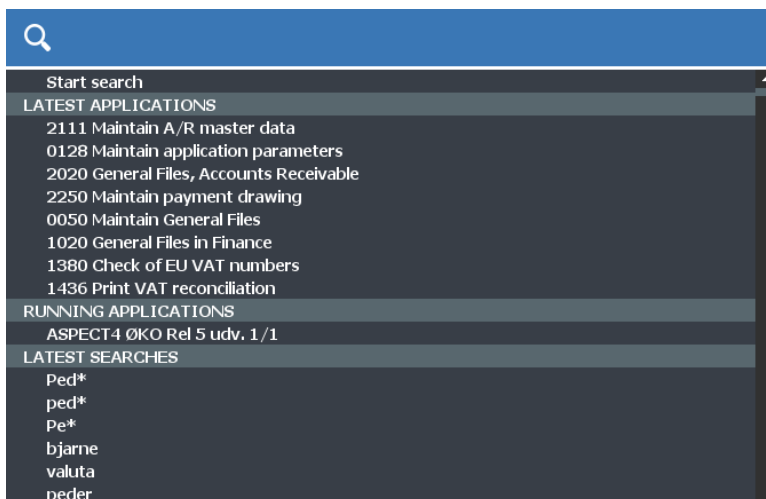 Start search
LATEST APPLICATIONS
2111 Maintain A/R master data
0128 Maintain application parameters
2020 General Files, Accounts Receivable
2250 Maintain payment drawing
0050 Maintain General Files
1020 General Files in Finance
1380 Check of EU VAT numbers
1436 Print VAT reconciliation
RUNNING APPLICATIONS
ASPECT4 ØKO Rel 5 udv. 1/1
LATEST SEARCHES
Ped*
ped*
Pe*
bjarne
valuta
peder